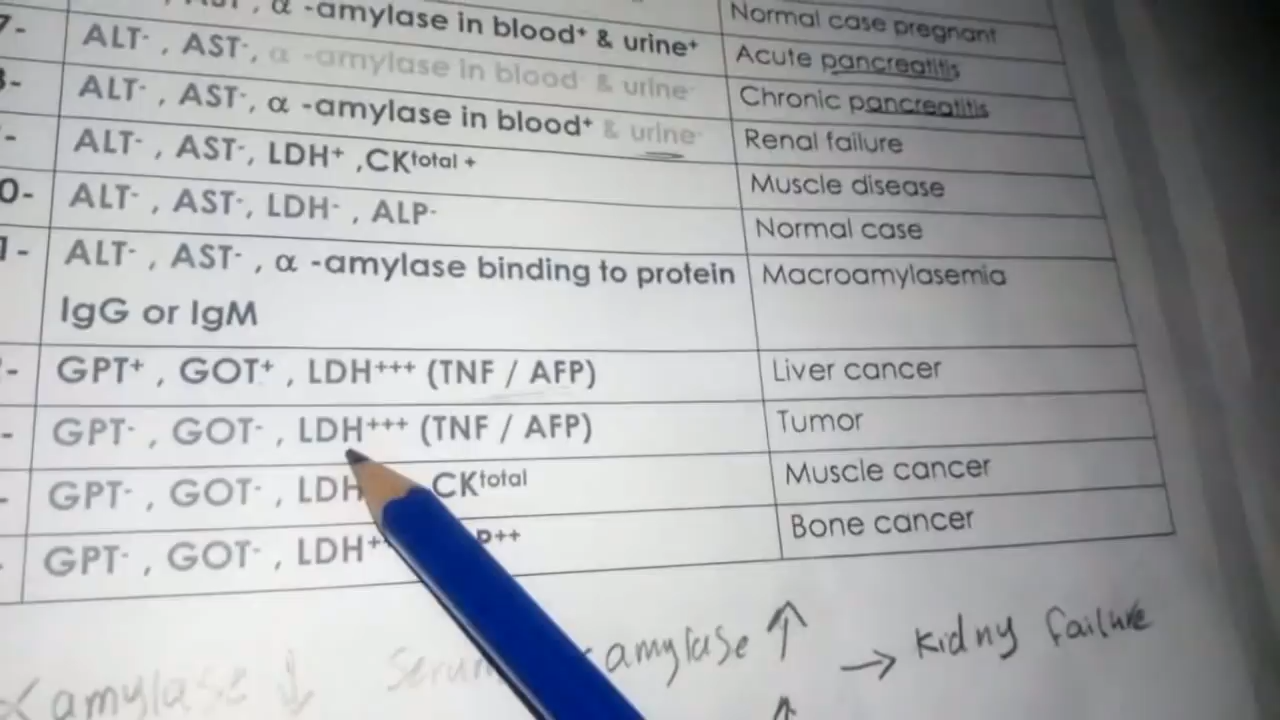 AST , α -amylase in blood⁺ & urine⁺ Normal case pregnant
7- ALT⁻ , AST⁻, α -amylase in blood & urine⁻ Acute pancreatitis
ALT⁻ , AST⁻, α -amylase in blood⁺ & urine⁻ Chronic pancreatitis
ALT⁻ , AST⁻, LDH⁺ ,CKᵗᵒᵗᵃˡ ⁺ Renal failure
0- ALT⁻ , AST⁻, LDH⁻ , ALP⁻ Muscle disease
Normal case
1- ALT⁻ , AST⁻ , α -amylase binding to protein Macroamylasemia
IgG or IgM
- GPT⁺ , GOT⁺ , LDH⁺⁺⁺ (TNF / AFP) Liver cancer
- GPT⁻ , GOT⁻ , LDH⁺⁺⁺ (TNF / AFP) Tumor
- GPT⁻ , GOT⁻ , LDH CKᵗᵒᵗᵃˡ Muscle cancer
- GPT⁻ , GOT⁻ , LDH⁺ P⁺⁺ Bone cancer
amylase ↓ Serum amylase ↑ → Kidny failure
↑